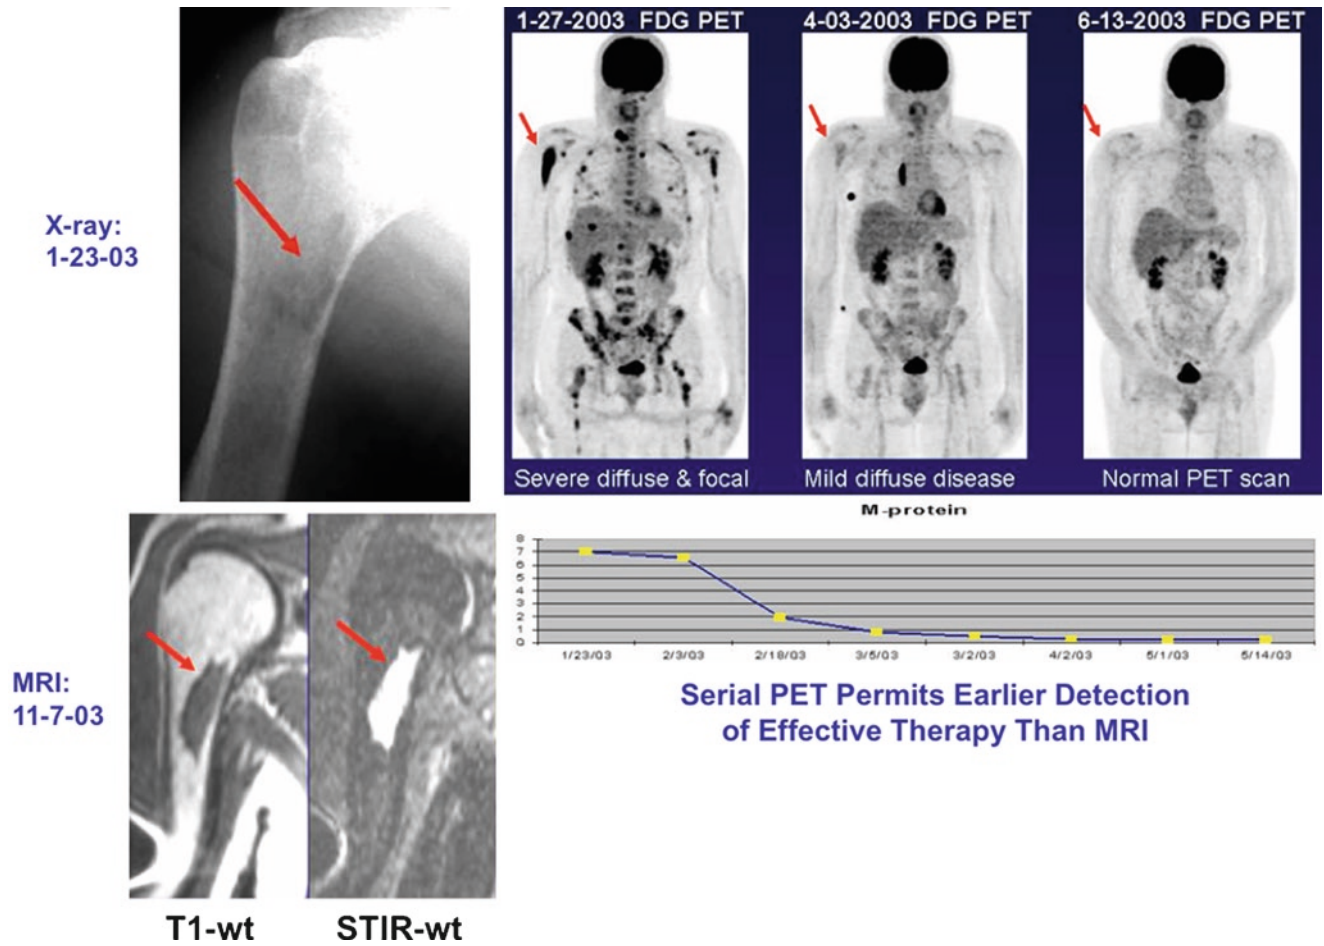 1-27-2003 FDG PET
4-03-2003 FDG PET
6-13-2003 FDG PET
X-ray:
1-23-03
Severe diffuse & focal
Mild diffuse disease
Normal PET scan
M-protein
8
7
6
5
4
3
2
1
0
1/23/03
2/3/03
2/18/03
3/5/03
3/2/03
4/2/03
5/1/03
5/14/03
Serial PET Permits Earlier Detection
of Effective Therapy Than MRI
MRI:
11-7-03
T1-wt
STIR-wt